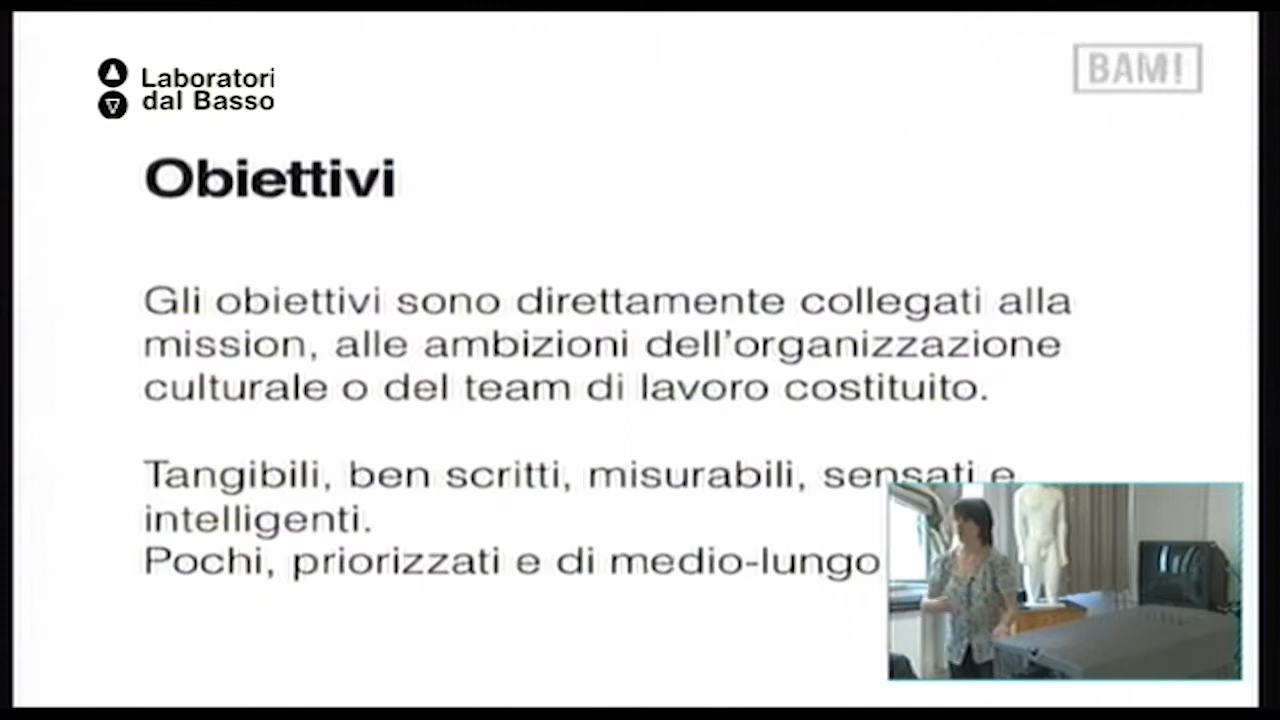 Laboratori
dal Basso
BAM!
Obiettivi
Gli obiettivi sono direttamente collegati alla
mission, alle ambizioni dell’organizzazione
culturale o del team di lavoro costituito.
Tangibili, ben scritti, misurabili, sensati e
intelligenti.
Pochi, priorizzati e di medio-lungo